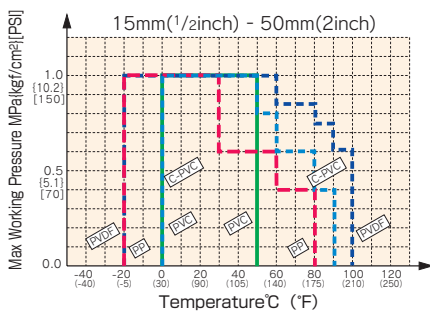 15mm(1/2inch) - 50mm(2inch)
Max Working Pressure MPa{kgf/cm2}[PSI]
1.0
{10.2}
[150]
0.5
{5.1}
[70]
0.0
C-PVC
C-PVC
PVDF
PP
PVC
PVC
PP
PVDF
-40 -20 -20 0 20 40 60 80 100 120
(-40) (-5) (30) (90) (105) (140) (175) (210) (250)
Temperature℃ (°F)